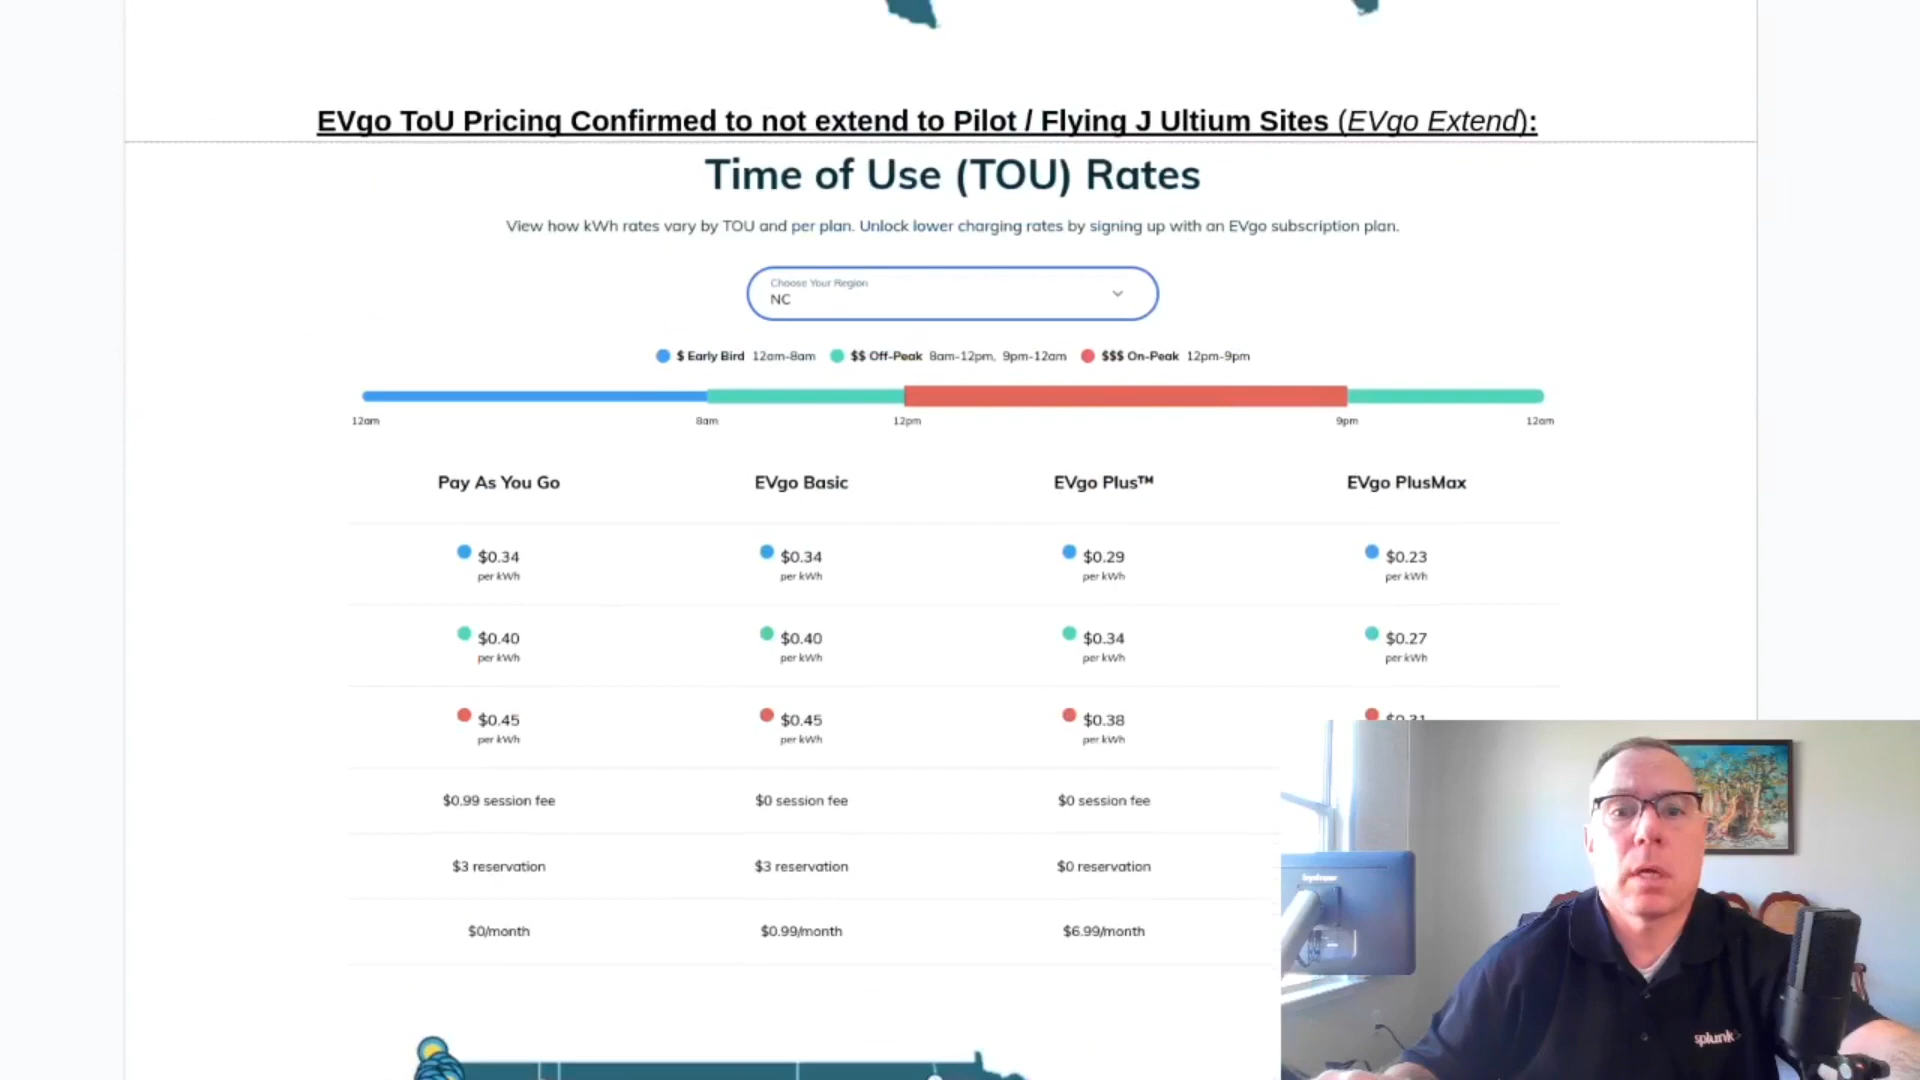 EVgo ToU Pricing Confirmed to not extend to Pilot / Flying J Ultium Sites (EVgo Extend):
Time of Use (TOU) Rates
View how kWh rates vary by TOU and per plan. Unlock lower charging rates by signing up with an EVgo subscription plan.
Choose Your Region
NC
$ Early Bird 12am-8am $$ Off-Peak 8am-12pm, 9pm-12am $$$ On-Peak 12pm-9pm
12am 8am 12pm 9pm 12am
Pay As You Go EVgo Basic EVgo Plus™ EVgo PlusMax
$0.34 $0.34 $0.29 $0.23
per kWh per kWh per kWh per kWh
$0.40 $0.40 $0.34 $0.27
per kWh per kWh per kWh per kWh
$0.45 $0.45 $0.38
per kWh per kWh per kWh
$0.99 session fee $0 session fee $0 session fee
$3 reservation $3 reservation $0 reservation
$0/month $0.99/month $6.99/month
splunk>